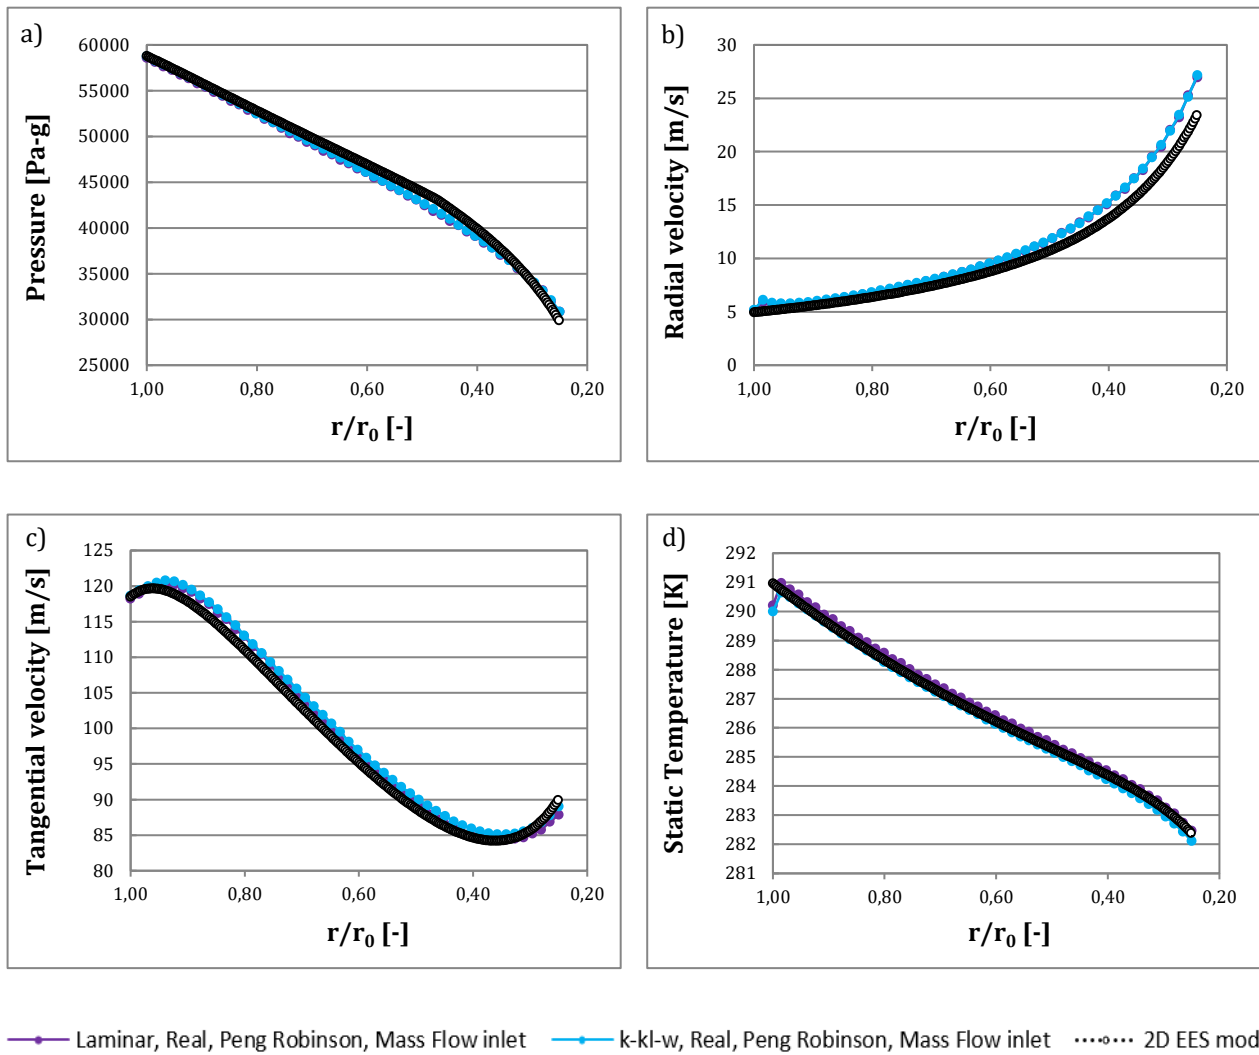 a)
Pressure [Pa-g]
60000
55000
50000
45000
40000
35000
30000
25000
1,00 0,80 0,60 0,40 0,20
r/r₀ [-]
b)
Radial velocity [m/s]
30
25
20
15
10
5
0
1,00 0,80 0,60 0,40 0,20
r/r₀ [-]
c)
Tangential velocity [m/s]
125
120
115
110
105
100
95
90
85
80
1,00 0,80 0,60 0,40 0,20
r/r₀ [-]
d)
Static Temperature [K]
292
291
290
289
288
287
286
285
284
283
282
281
1,00 0,80 0,60 0,40 0,20
r/r₀ [-]
Laminar, Real, Peng Robinson, Mass Flow inlet k-kl-w, Real, Peng Robinson, Mass Flow inlet 2D EES mod